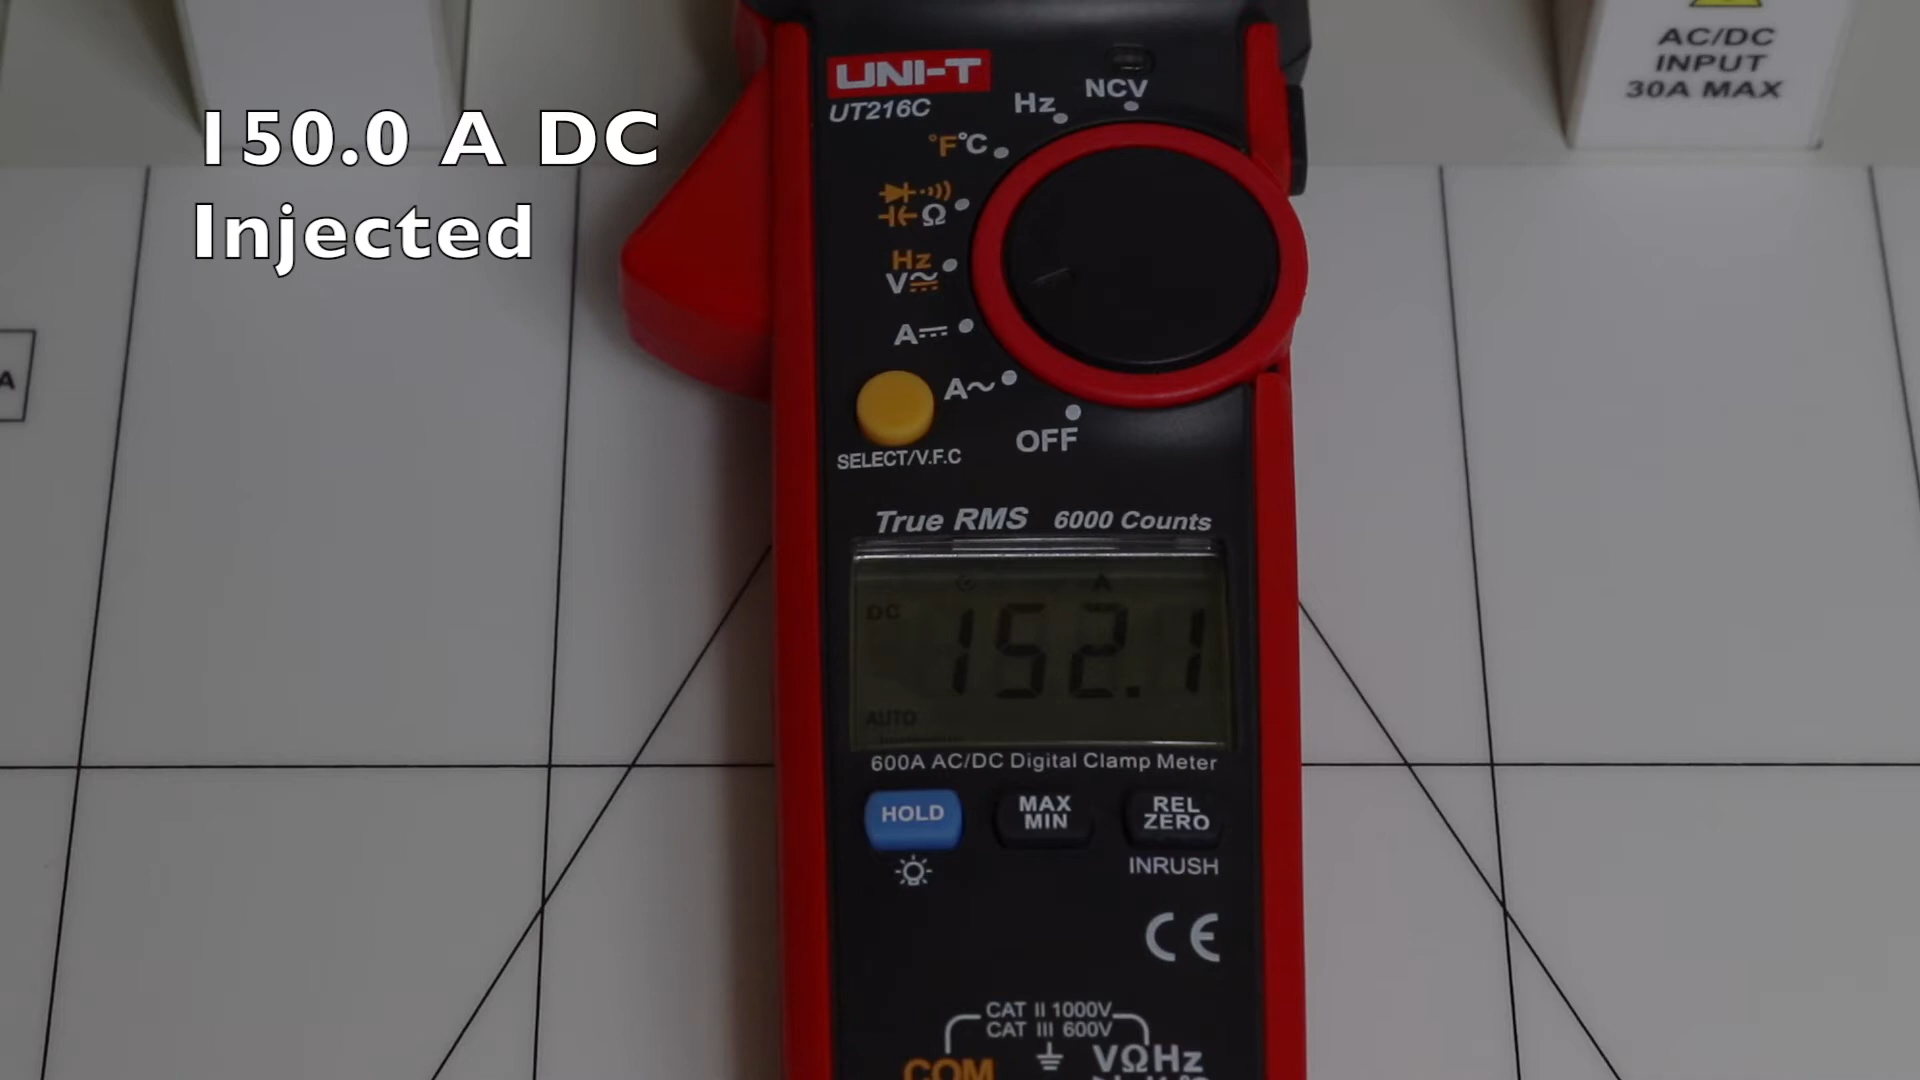 150.0 A DC
Injected
AC/DC
INPUT
30A MAX
A
UNI-T
UT216C
Hz
NCV
°F°C
Ω
Hz
V
A
A~
OFF
SELECT/V.F.C
True RMS 6000 Counts
A
DC
152.1
AUTO
600A AC/DC Digital Clamp Meter
HOLD
MAX
MIN
REL
ZERO
INRUSH
CE
CAT II 1000V
CAT III 600V
COM
VΩHz